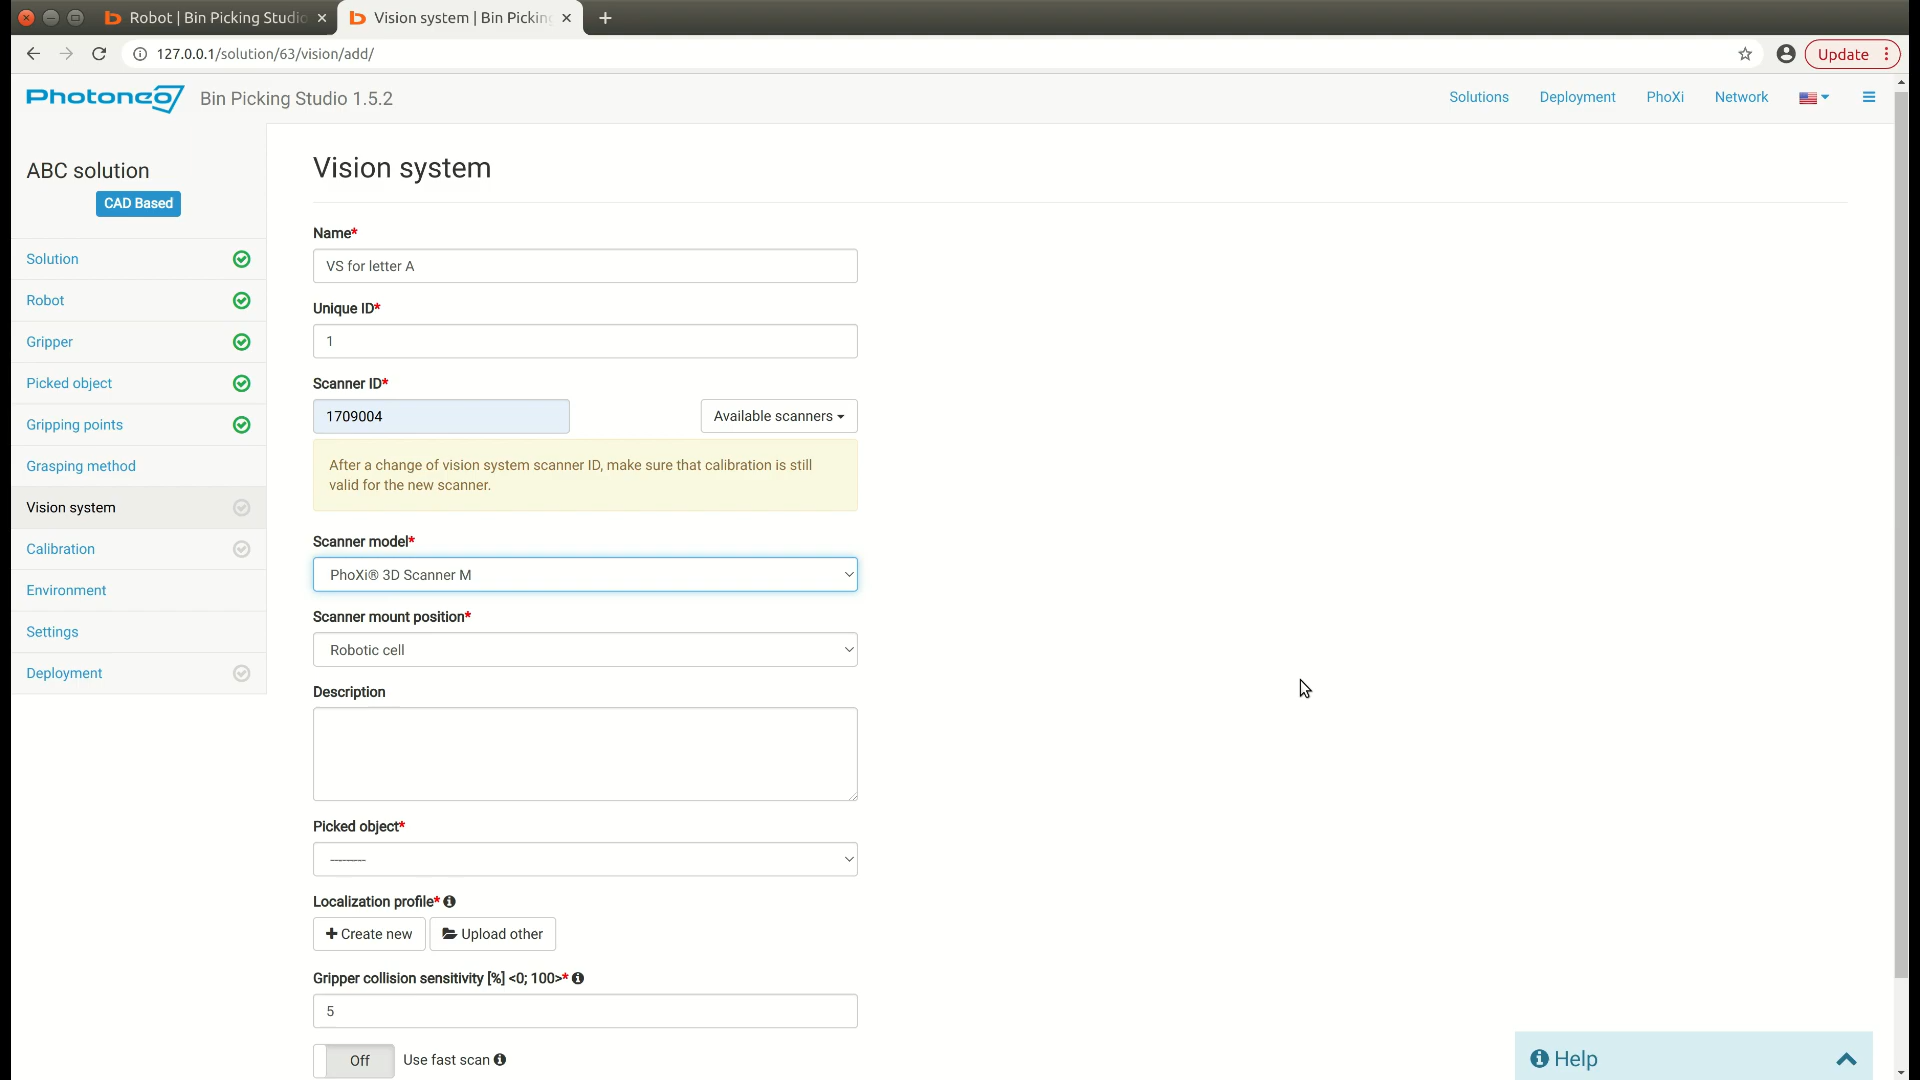 Robot | Bin Picking Studio
Vision system | Bin Picking
127.0.0.1/solution/63/vision/add/
Update
Photoneo
Bin Picking Studio 1.5.2
Solutions
Deployment
PhoXi
Network
ABC solution
CAD Based
Solution
Robot
Gripper
Picked object
Gripping points
Grasping method
Vision system
Calibration
Environment
Settings
Deployment
Vision system
Name*
VS for letter A
Unique ID*
1
Scanner ID*
1709004
Available scanners
After a change of vision system scanner ID, make sure that calibration is still
valid for the new scanner.
Scanner model*
PhoXi® 3D Scanner M
Scanner mount position*
Robotic cell
Description
Picked object*
---------
Localization profile*
Create new
Upload other
Gripper collision sensitivity [%] <0; 100>*
5
Off
Use fast scan
Help